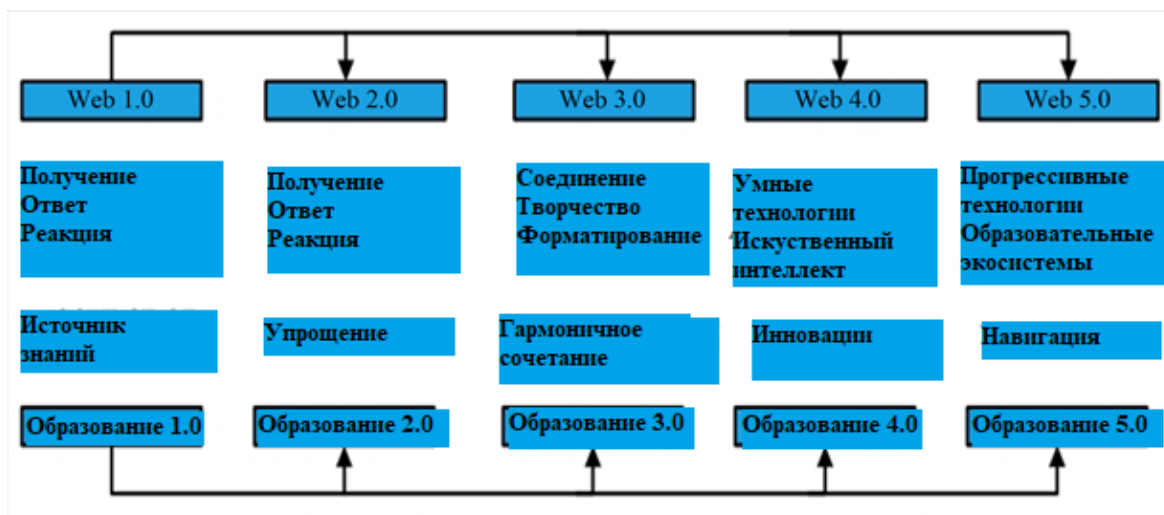 Web 1.0
Web 2.0
Web 3.0
Web 4.0
Web 5.0
Получение
Ответ
Реакция
Получение
Ответ
Реакция
Соединение
Творчество
Форматирование
Умные
технологии
Искуственный
интеллект
Прогрессивные
технологии
Образовательные
экосистемы
Источник
знаний
Упрощение
Гармоничное
сочетание
Инновации
Навигация
Образование 1.0
Образование 2.0
Образование 3.0
Образование 4.0
Образование 5.0